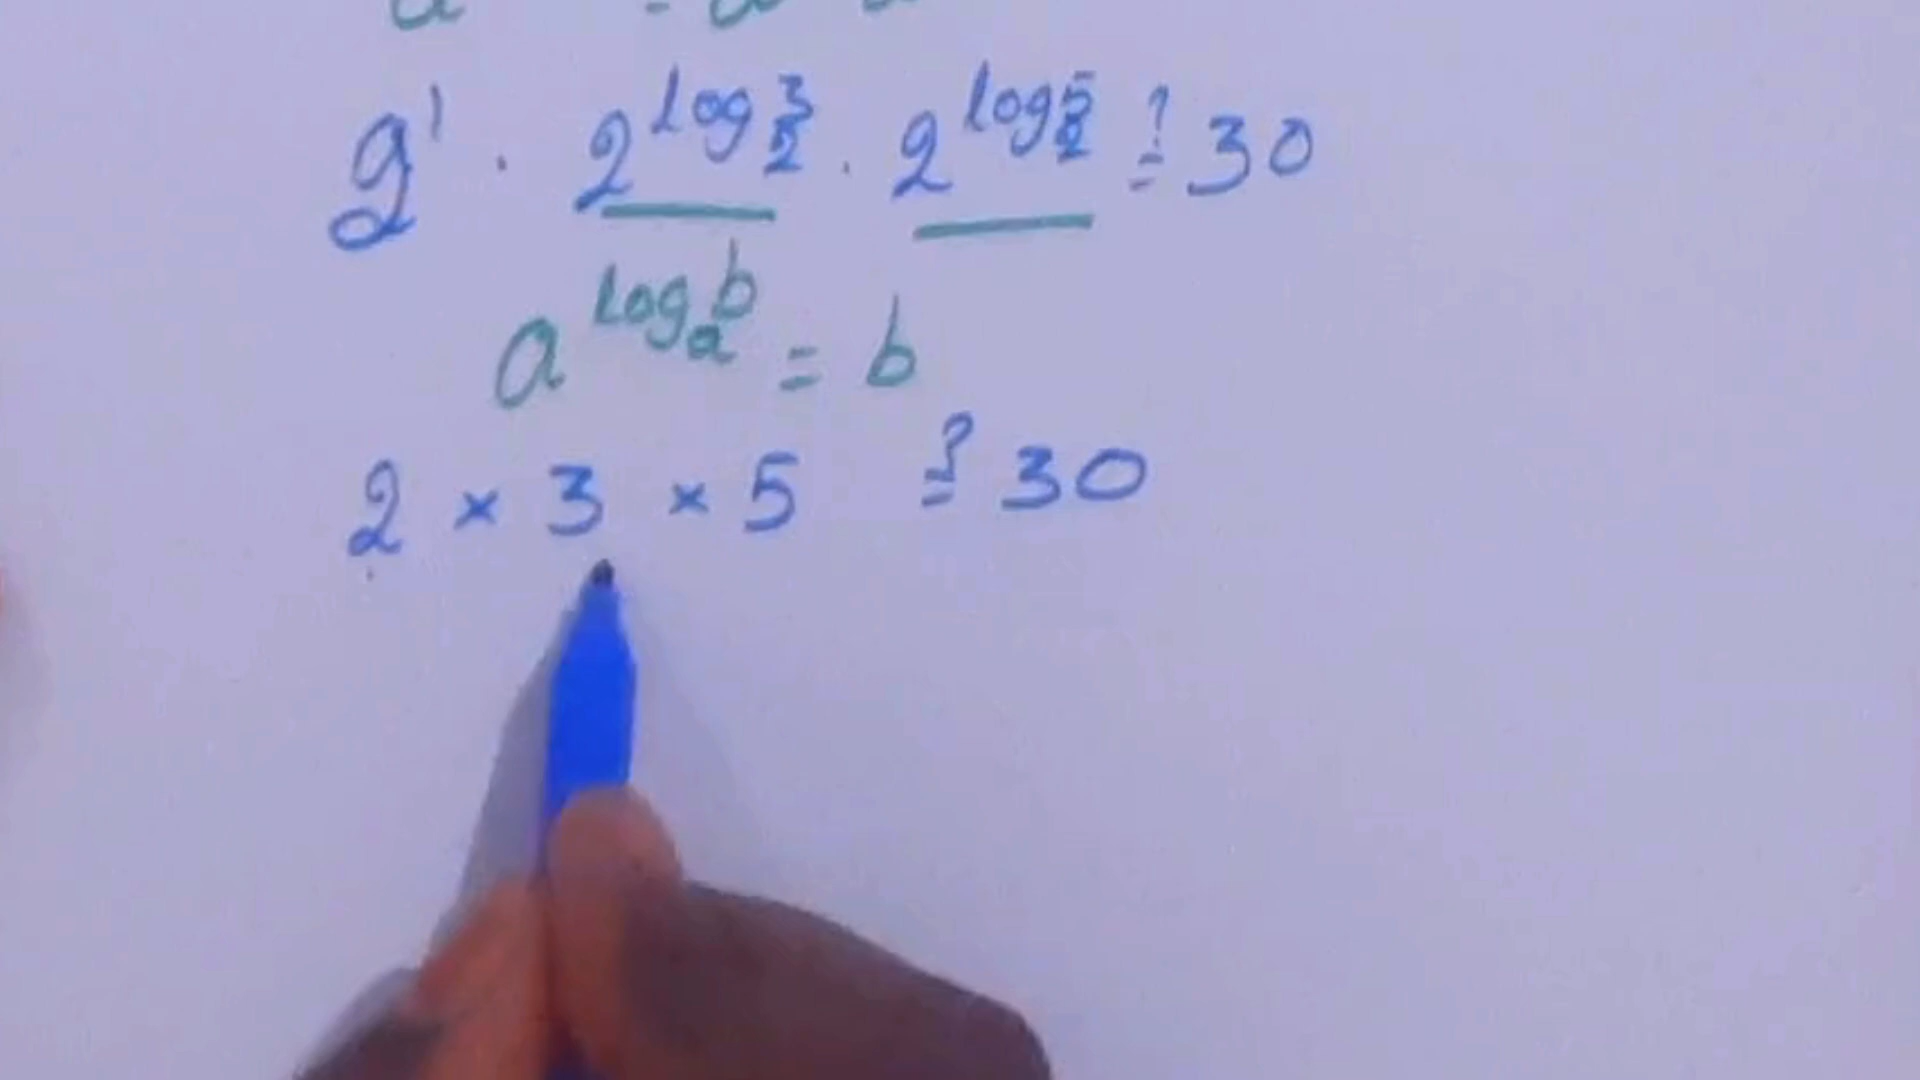 2¹ · 2^log₂3 · 2^log₂5 ≟ 30
a^logₐb = b
2 × 3 × 5 ≟ 30